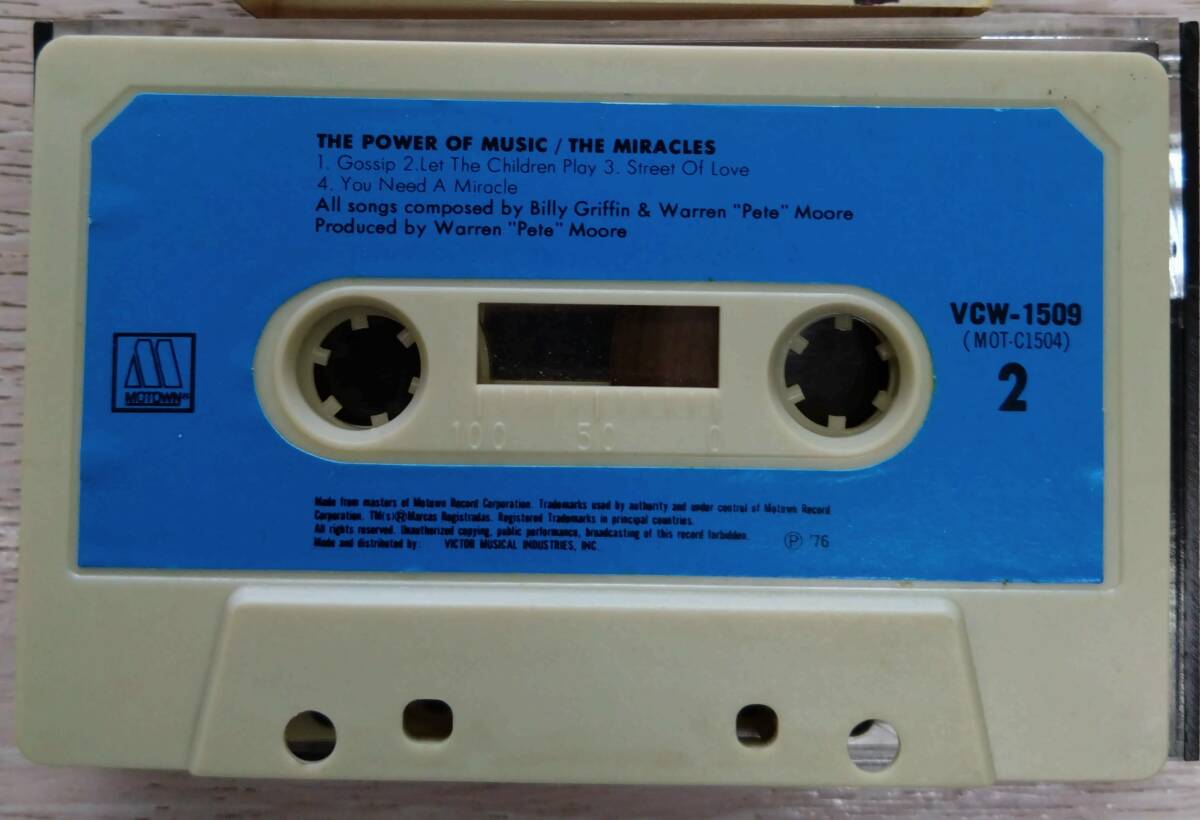 THE POWER OF MUSIC / THE MIRACLES
1. Gossip 2.Let The Children Play 3. Street Of Love
4. You Need A Miracle
All songs composed by Billy Griffin & Warren "Pete" Moore
Produced by Warren "Pete" Moore
VCW-1509
(MOT-C1504)
2
MOTOWN
100 50 0
Made from masters of Motown Record Corporation. Trademarks used by authority and under control of Motown Record
Corporation. TM(s)®Marcas Registradas. Registered Trademarks in principal countries.
All rights reserved. Unauthorized copying, public performance, broadcasting of this record forbidden.
Made and distributed by: VICTOR MUSICAL INDUSTRIES, INC.
Ⓟ '76